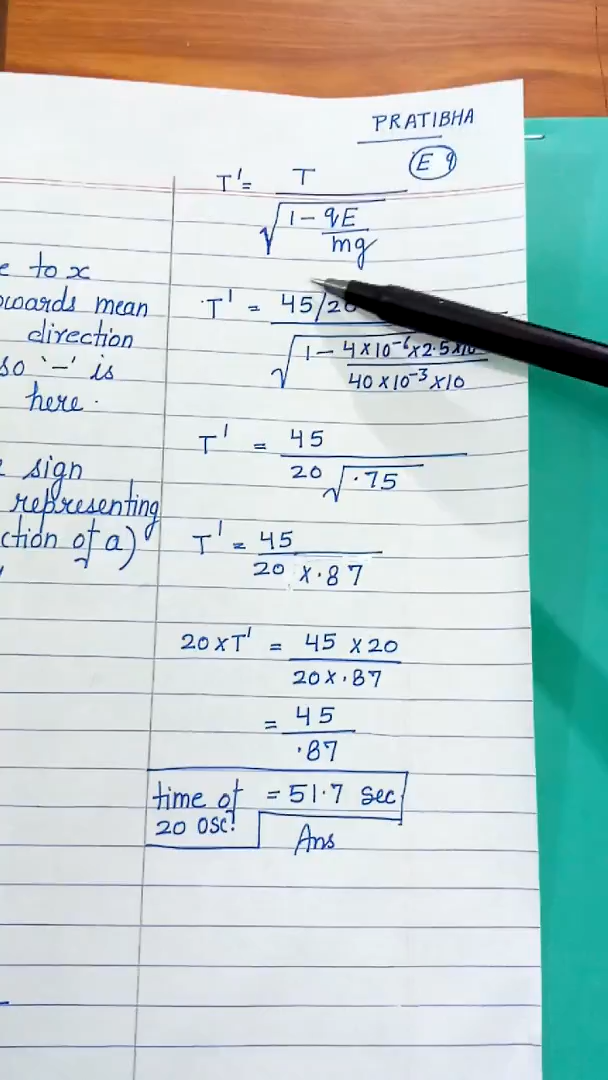 PRATIBHA
E 9
T' = T
√1 - qE
mg
e to x
owards mean
direction
so '-' is
here.
T' = 45/20
√1 - 4 × 10⁻⁶ × 2.5 × 10
40 × 10⁻³ × 10
T' = 45
20 √.75
sign
representing
ction of a)
T' = 45
20 × .87
20 × T' = 45 × 20
20 × .87
= 45
.87
time of = 51.7 sec
20 osc!
Ans